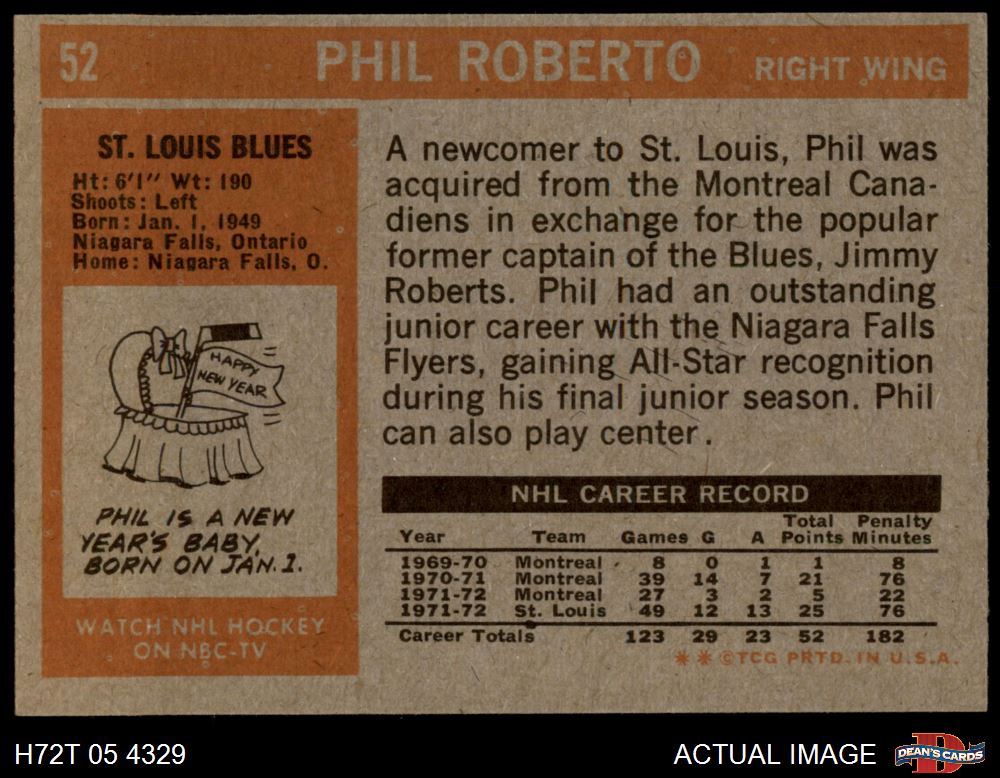 52 PHIL ROBERTO RIGHT WING
ST. LOUIS BLUES
Ht: 6'1" Wt: 190
Shoots: Left
Born: Jan. 1, 1949
Niagara Falls, Ontario
Home: Niagara Falls, O.
HAPPY
NEW YEAR
PHIL IS A NEW
YEAR'S BABY,
BORN ON JAN. 1.
WATCH NHL HOCKEY
ON NBC-TV
A newcomer to St. Louis, Phil was
acquired from the Montreal Cana-
diens in exchange for the popular
former captain of the Blues, Jimmy
Roberts. Phil had an outstanding
junior career with the Niagara Falls
Flyers, gaining All-Star recognition
during his final junior season. Phil
can also play center.
NHL CAREER RECORD
Total Penalty
Year Team Games G A Points Minutes
1969-70 Montreal 8 0 1 1 8
1970-71 Montreal 39 14 7 21 76
1971-72 Montreal 27 3 2 5 22
1971-72 St. Louis 49 12 13 25 76
Career Totals 123 29 23 52 182
** ©TCG PRTD. IN U.S.A.
H72T 05 4329 ACTUAL IMAGE D DEAN'S CARDS